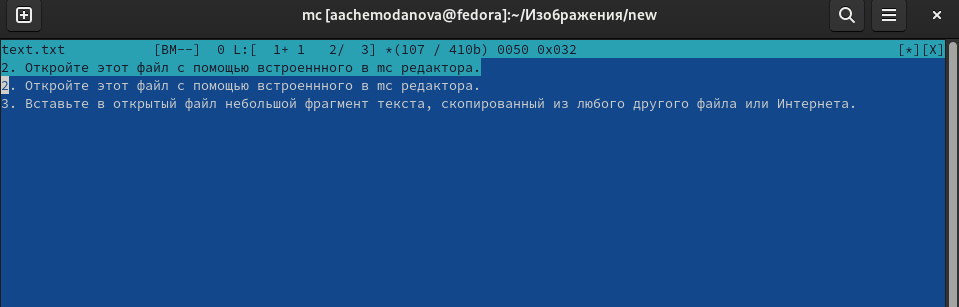 mc [aachemodanova@fedora]:~/Изображения/new
text.txt [BM--] 0 L:[ 1+ 1 2/ 3] *(107 / 410b) 0050 0x032 [*][X]
2. Откройте этот файл с помощью встроеннного в mc редактора.
2. Откройте этот файл с помощью встроеннного в mc редактора.
3. Вставьте в открытый файл небольшой фрагмент текста, скопированный из любого другого файла или Интернета.